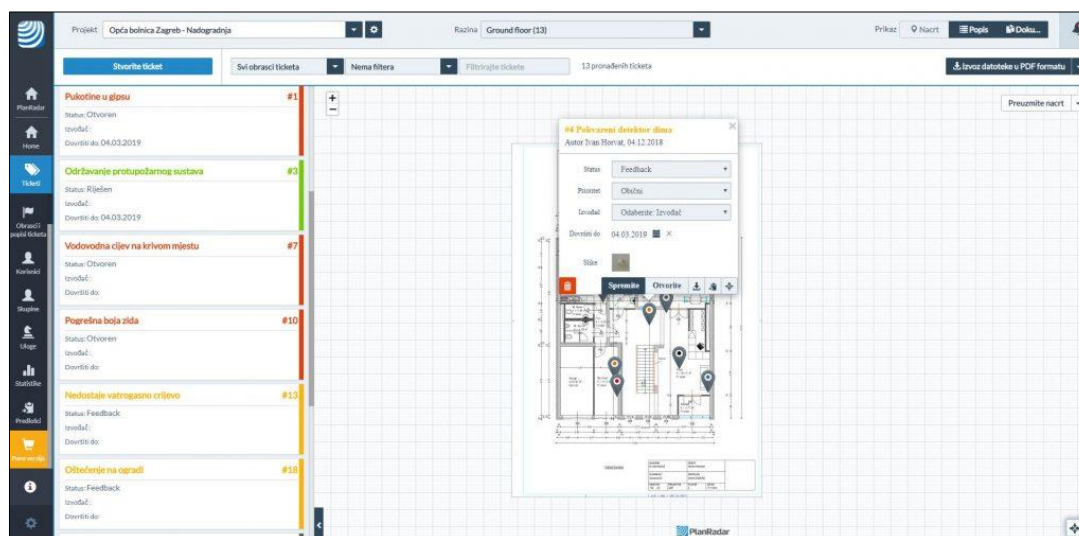 Projekt Opća bolnica Zagreb - Nadogradnja
Razina Ground floor (13)
Prikaz Nacrt Popis Doku...
Stvorite ticket
Svi obrasci ticketa
Nema filtera
Filtrirajte tickete
13 pronađenih ticketa
Izvoz datoteke u PDF formatu
PlanRadar
Home
Ticketi
Obrasci i
popisi ticketa
Korisnici
Skupine
Uloge
Statistike
Predlošci
Puna verzija
Pukotine u gipsu #1
Status: Otvoren
Izvođač:
Dovršiti do: 04.03.2019
Održavanje protupožarnog sustava #3
Status: Riješen
Izvođač:
Dovršiti do: 04.03.2019
Vodovodna cijev na krivom mjestu #7
Status: Otvoren
Izvođač:
Dovršiti do:
Pogrešna boja zida #10
Status: Otvoren
Izvođač:
Dovršiti do:
Nedostaje vatrogasno crijevo #13
Status: Feedback
Izvođač:
Dovršiti do:
Oštećenje na ogradi #18
Status: Feedback
Izvođač:
Dovršiti do:
+
−
Preuzmite nacrt
#4 Pokvareni detektor dima
Autor Ivan Horvat, 04.12.2018
Status Feedback
Prioritet Obični
Izvođač Odaberite: Izvođač
Dovršiti do 04.03.2019
Slike
Spremite Otvorite
PlanRadar